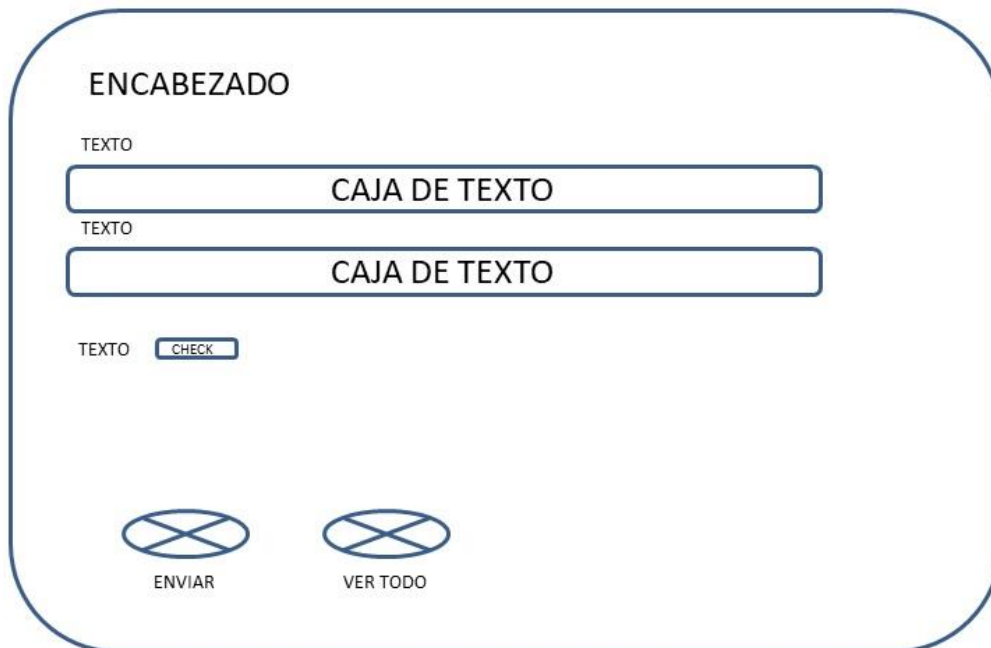 ENCABEZADO
TEXTO
CAJA DE TEXTO
TEXTO
CAJA DE TEXTO
TEXTO CHECK
ENVIAR VER TODO